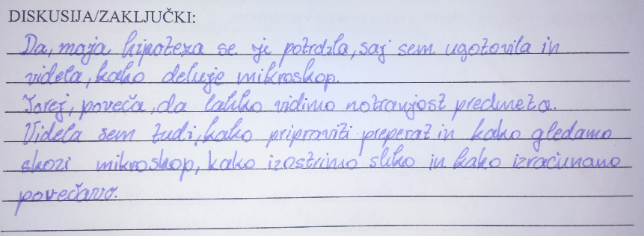 DISKUSIJA/ZAKLJUČKI:
Da, moja hipoteza se je potrdila, saj sem ugotovila in
videla, kako deluje mikroskop.
Torej, poveča, da lahko vidimo notranjost predmeta.
Videla sem tudi, kako pripraviti preperat in kako gledamo
skozi mikroskop, kako izostrimo sliko in kako izračunamo
povečavo.